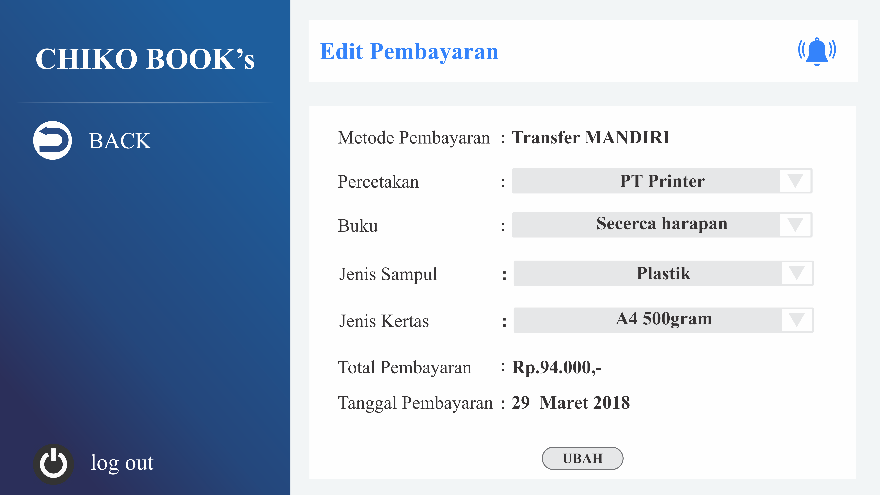 CHIKO BOOK’s
BACK
log out
Edit Pembayaran
Metode Pembayaran : Transfer MANDIRI
Percetakan : PT Printer
Buku : Secerca harapan
Jenis Sampul : Plastik
Jenis Kertas : A4 500gram
Total Pembayaran : Rp.94.000,-
Tanggal Pembayaran : 29 Maret 2018
UBAH